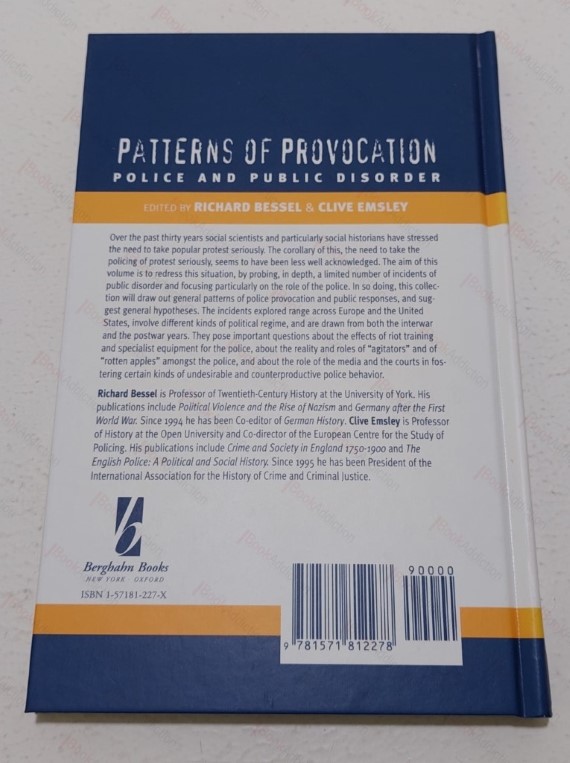 PATTERNS OF PROVOCATION
POLICE AND PUBLIC DISORDER
EDITED BY RICHARD BESSEL & CLIVE EMSLEY
Over the past thirty years social scientists and particularly social historians have stressed
the need to take popular protest seriously. The corollary of this, the need to take the
policing of protest seriously, seems to have been less well acknowledged. The aim of this
volume is to redress this situation, by probing, in depth, a limited number of incidents of
public disorder and focusing particularly on the role of the police. In so doing, this collec-
tion will draw out general patterns of police provocation and public responses, and sug-
gest general hypotheses. The incidents explored range across Europe and the United
States, involve different kinds of political regime, and are drawn from both the interwar
and the postwar years. They pose important questions about the effects of riot training
and specialist equipment for the police, about the reality and roles of "agitators" and of
"rotten apples" amongst the police, and about the role of the media and the courts in fos-
tering certain kinds of undesirable and counterproductive police behavior.
Richard Bessel is Professor of Twentieth-Century History at the University of York. His
publications include Political Violence and the Rise of Nazism and Germany after the First
World War. Since 1994 he has been Co-editor of German History. Clive Emsley is Professor
of History at the Open University and Co-director of the European Centre for the Study of
Policing. His publications include Crime and Society in England 1750-1900 and The
English Police: A Political and Social History. Since 1995 he has been President of the
International Association for the History of Crime and Criminal Justice.
b
Berghahn Books
NEW YORK · OXFORD
ISBN 1-57181-227-X
90000
9 781571 812278